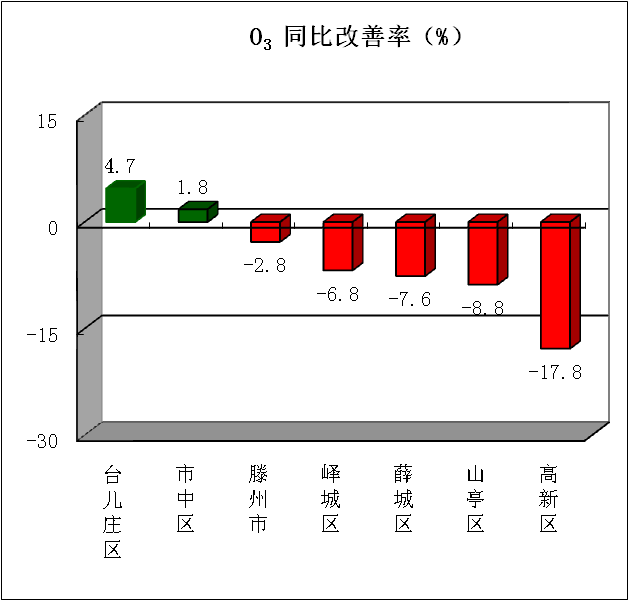 O₃ 同比改善率（%）
15
4.7
1.8
0
-2.8
-6.8
-7.6
-8.8
-15
-17.8
-30
台儿庄区
市中区
滕州市
峄城区
薛城区
山亭区
高新区